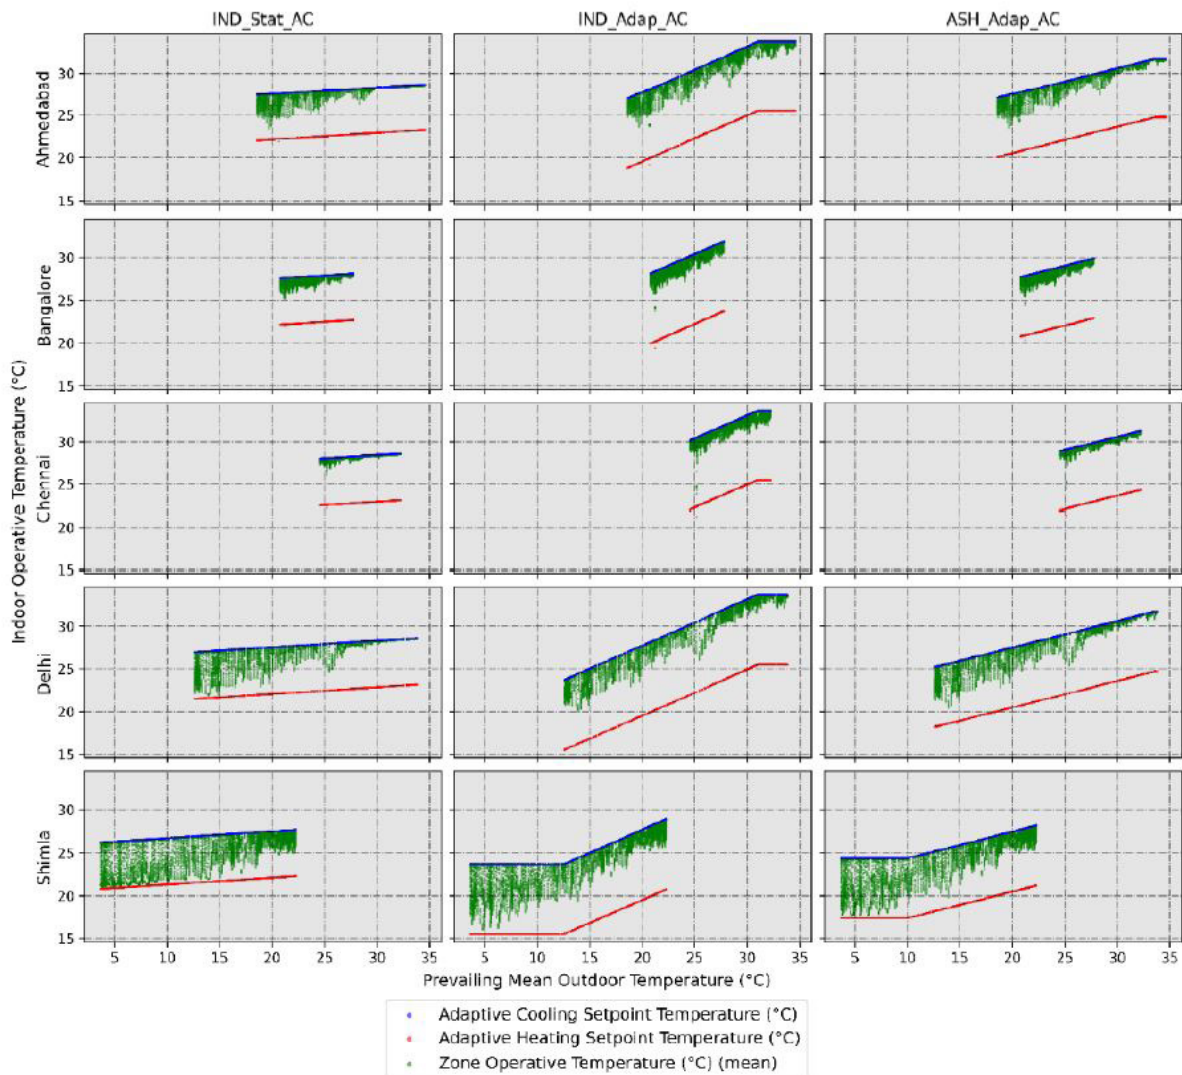 IND_Stat_AC IND_Adap_AC ASH_Adap_AC
Indoor Operative Temperature (°C)
Ahmedabad
30
25
20
15
Bangalore
30
25
20
15
Chennai
30
25
20
15
Delhi
30
25
20
15
Shimla
30
25
20
15
5 10 15 20 25 30 35 5 10 15 20 25 30 35 5 10 15 20 25 30 35
Prevailing Mean Outdoor Temperature (°C)
Adaptive Cooling Setpoint Temperature (°C)
Adaptive Heating Setpoint Temperature (°C)
Zone Operative Temperature (°C) (mean)